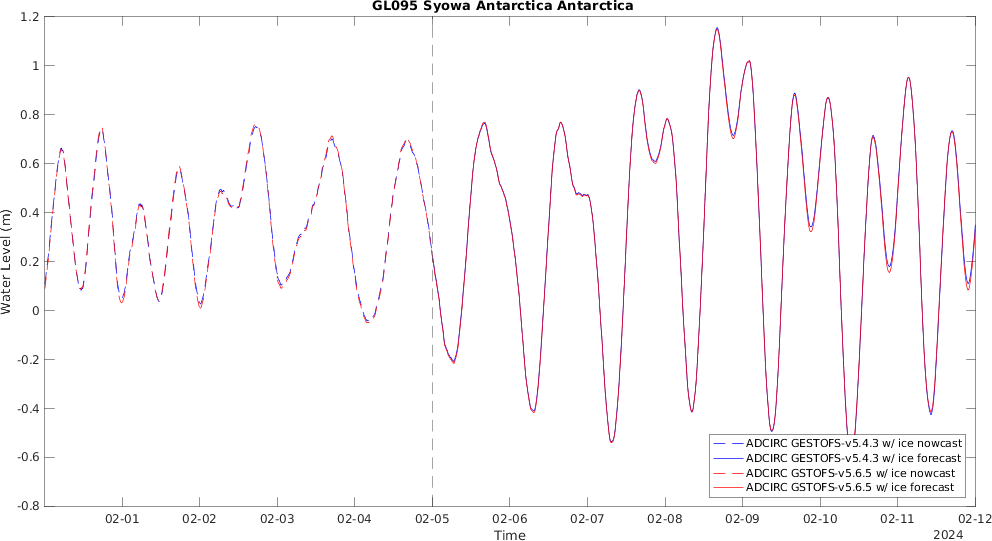 GL095 Syowa Antarctica Antarctica
1.2
1
0.8
0.6
0.4
0.2
0
-0.2
-0.4
-0.6
-0.8
Water Level (m)
02-01 02-02 02-03 02-04 02-05 02-06 02-07 02-08 02-09 02-10 02-11 02-12
Time
2024
ADCIRC GESTOFS-v5.4.3 w/ ice nowcast
ADCIRC GESTOFS-v5.4.3 w/ ice forecast
ADCIRC GSTOFS-v5.6.5 w/ ice nowcast
ADCIRC GSTOFS-v5.6.5 w/ ice forecast